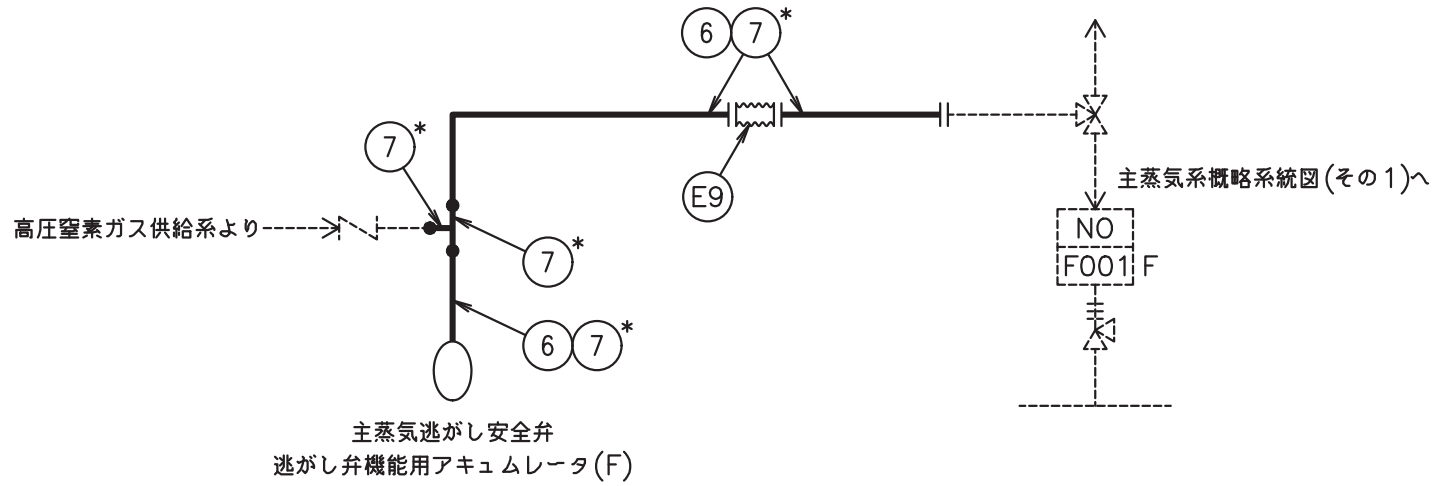 6 7*
7*
主蒸気系概略系統図(その1)へ
E9
高圧窒素ガス供給系より
NO
7*
F001 F
6 7*
主蒸気逃がし安全弁
逃がし弁機能用アキュムレータ(F)